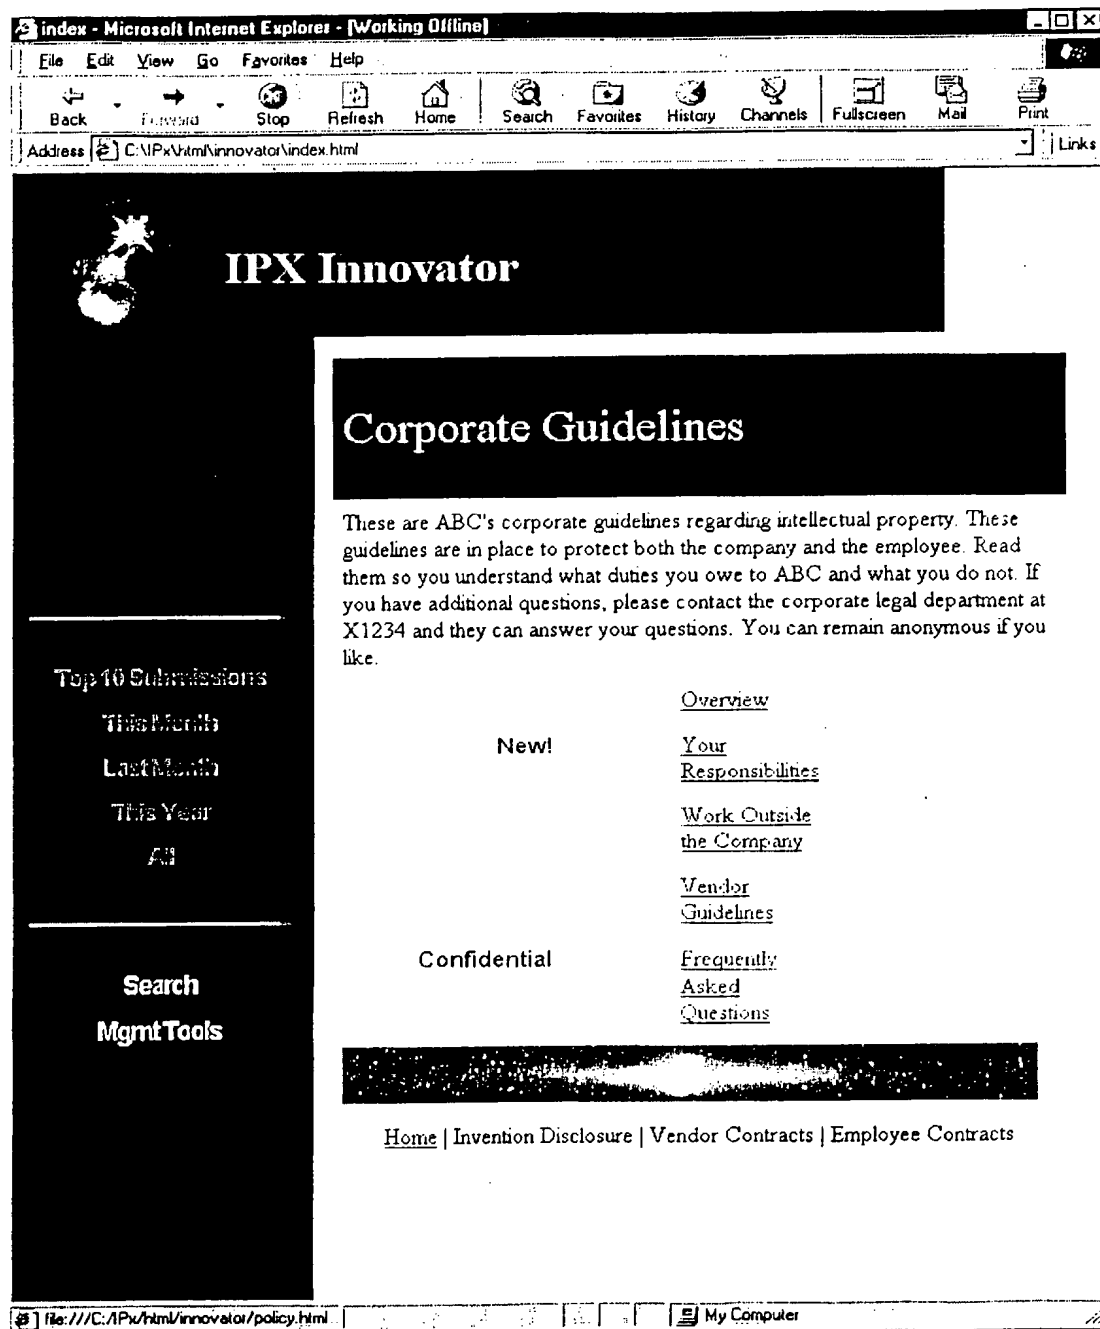 index - Microsoft Internet Explorer - [Working Offline]
File Edit View Go Favorites Help
Back Forward Stop Refresh Home Search Favorites History Channels Fullscreen Mail Print
Address C:\IPx\html\innovator\index.html Links
IPX Innovator
Corporate Guidelines
These are ABC's corporate guidelines regarding intellectual property. These
guidelines are in place to protect both the company and the employee. Read
them so you understand what duties you owe to ABC and what you do not. If
you have additional questions, please contact the corporate legal department at
X1234 and they can answer your questions. You can remain anonymous if you
like.
Top 10 Submissions
This Month
Last Month
This Year
All
Search
Mgmt Tools
Overview
New! Your
Responsibilities
Work Outside
the Company
Vendor
Guidelines
Confidential Frequently
Asked
Questions
Home | Invention Disclosure | Vendor Contracts | Employee Contracts
file:///C:/IPx/html/innovator/policy.html My Computer